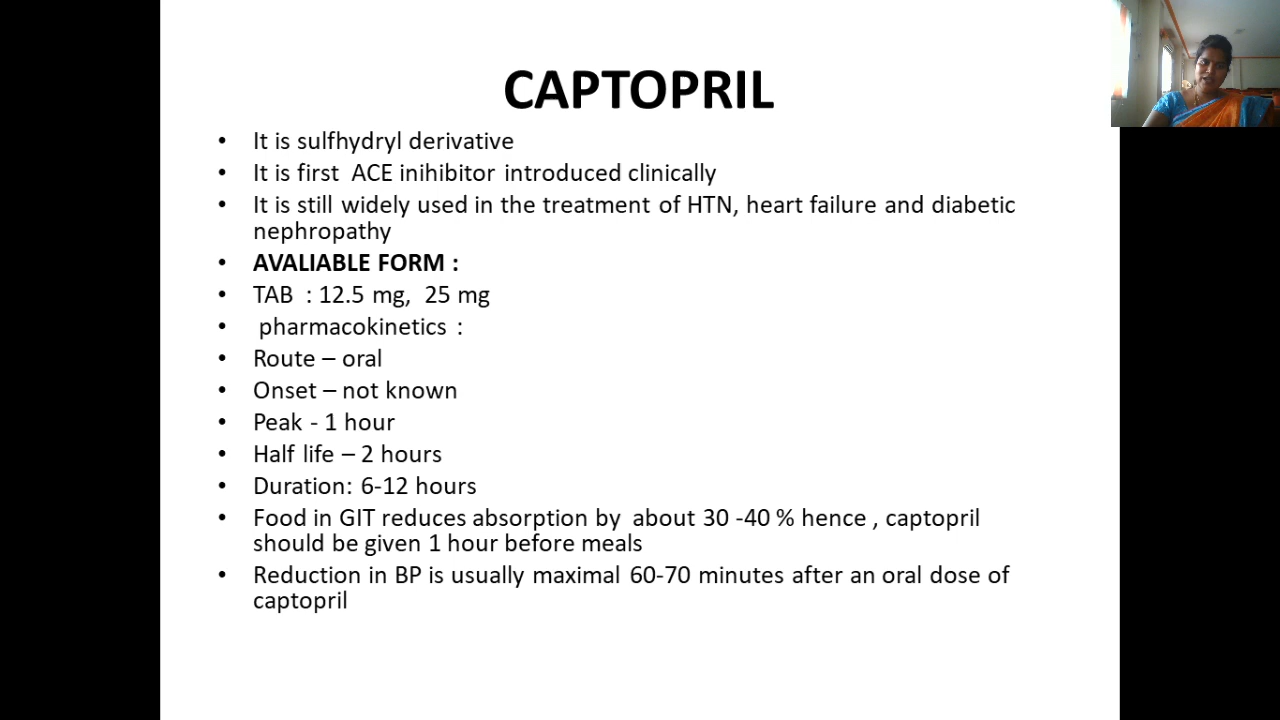 CAPTOPRIL
• It is sulfhydryl derivative
• It is first ACE inihibitor introduced clinically
• It is still widely used in the treatment of HTN, heart failure and diabetic
nephropathy
• AVALIABLE FORM :
• TAB : 12.5 mg, 25 mg
• pharmacokinetics :
• Route – oral
• Onset – not known
• Peak - 1 hour
• Half life – 2 hours
• Duration: 6-12 hours
• Food in GIT reduces absorption by about 30 -40 % hence , captopril
should be given 1 hour before meals
• Reduction in BP is usually maximal 60-70 minutes after an oral dose of
captopril